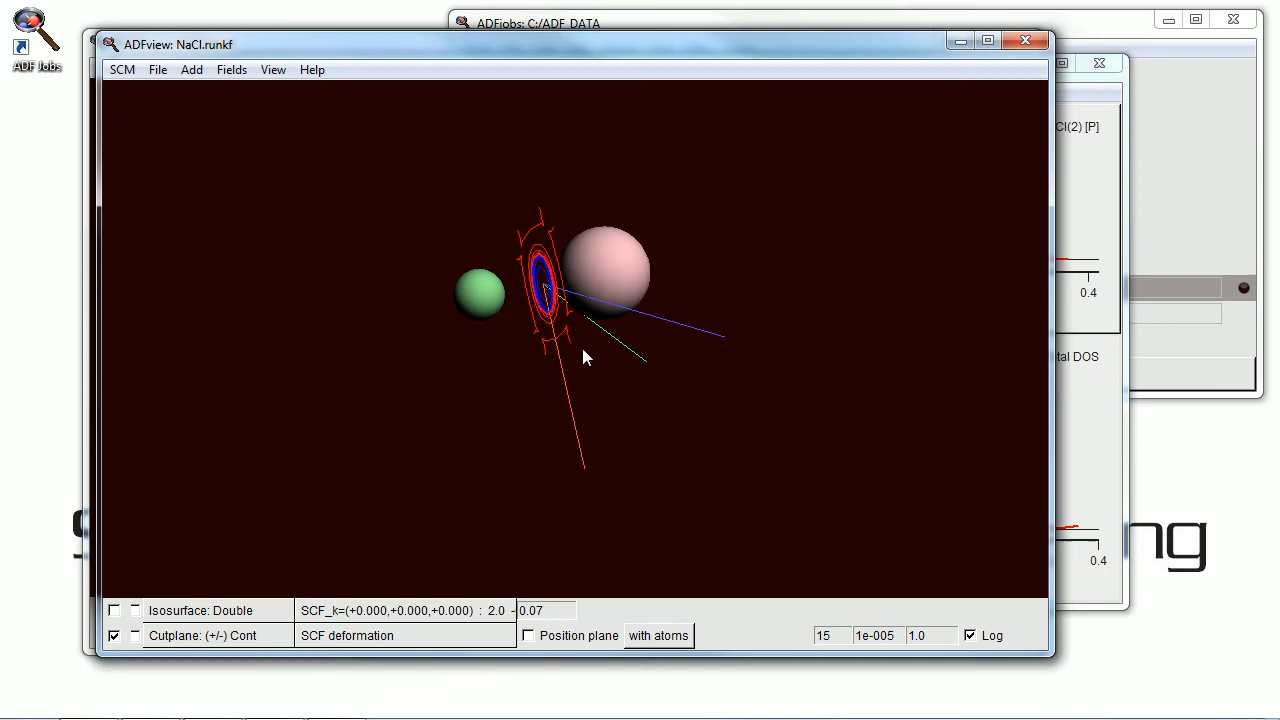 ADFjobs: C:/ADF_DATA
ADFview: NaCl.runkf
ADF Jobs
SCM File Add Fields View Help
Cl(2) [P]
0.4
tal DOS
0.4
ng
Isosurface: Double SCF_k=(+0.000,+0.000,+0.000) : 2.0 - 0.07
Cutplane: (+/-) Cont SCF deformation Position plane with atoms 15 1e-005 1.0 Log